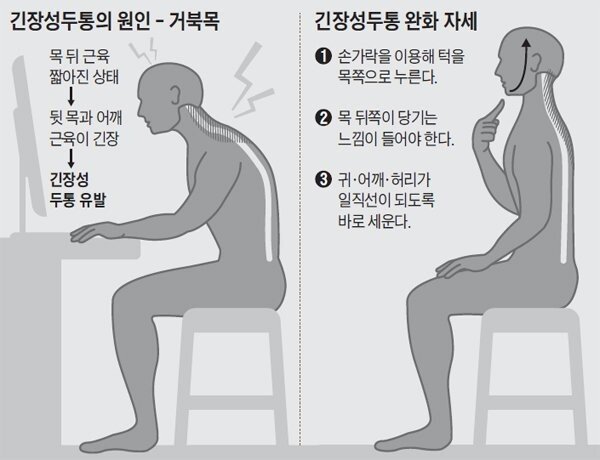 긴장성두통의 원인 – 거북목
목 뒤 근육
짧아진 상태
뒷 목과 어깨
근육이 긴장
긴장성
두통 유발
긴장성두통 완화 자세
❶ 손가락을 이용해 턱을
목쪽으로 누른다.
❷ 목 뒤쪽이 당기는
느낌이 들어야 한다.
❸ 귀·어깨·허리가
일직선이 되도록
바로 세운다.